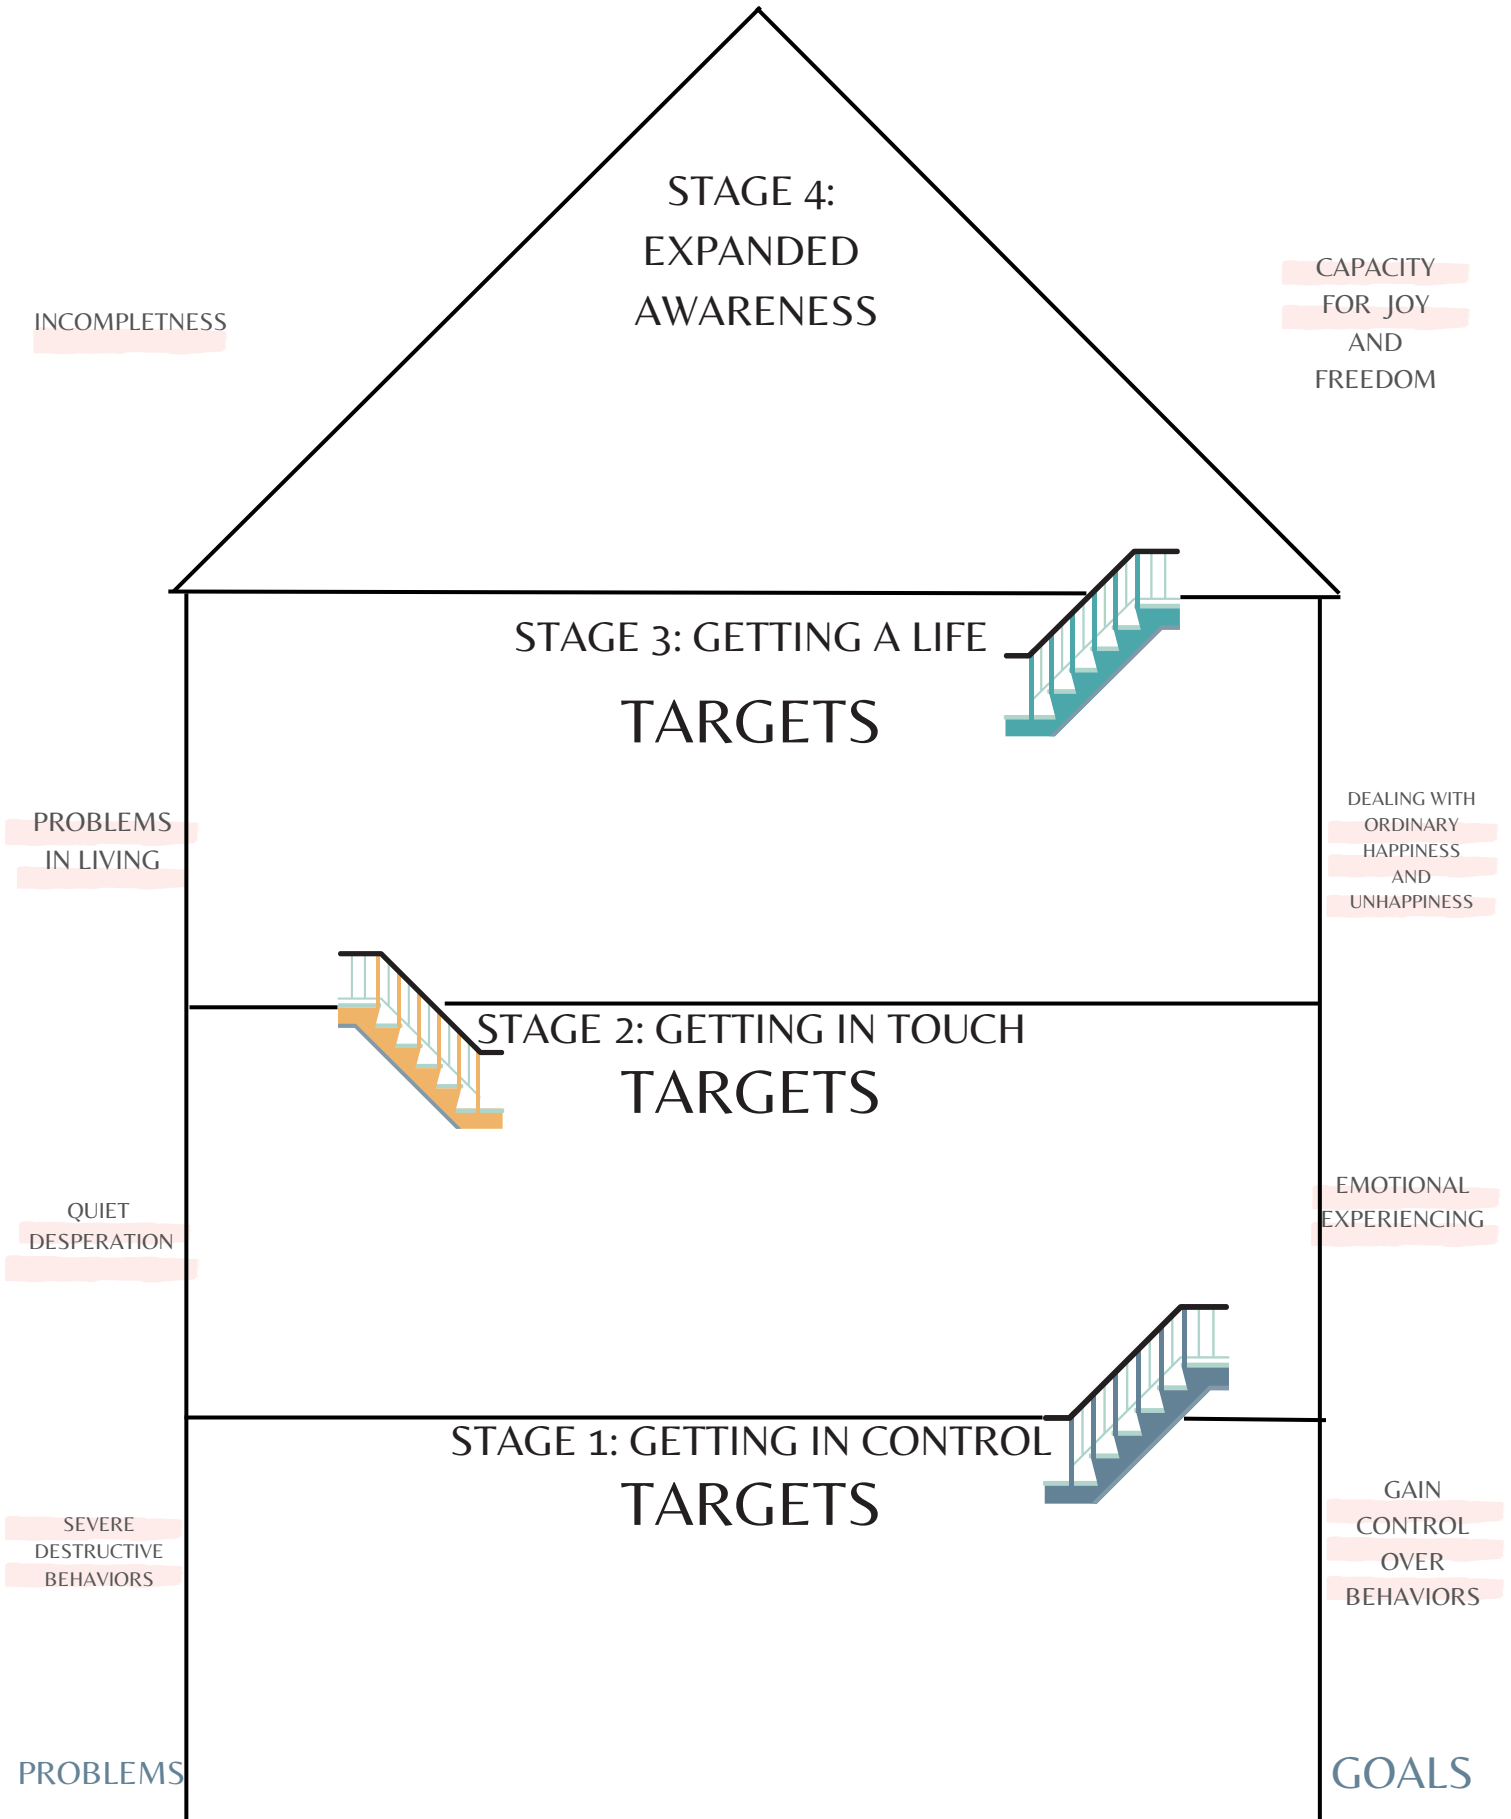 STAGE 4:
EXPANDED
AWARENESS
INCOMPLETNESS
CAPACITY
FOR JOY
AND
FREEDOM
STAGE 3: GETTING A LIFE
TARGETS
PROBLEMS
IN LIVING
DEALING WITH
ORDINARY
HAPPINESS
AND
UNHAPPINESS
STAGE 2: GETTING IN TOUCH
TARGETS
QUIET
DESPERATION
EMOTIONAL
EXPERIENCING
STAGE 1: GETTING IN CONTROL
TARGETS
SEVERE
DESTRUCTIVE
BEHAVIORS
GAIN
CONTROL
OVER
BEHAVIORS
PROBLEMS
GOALS